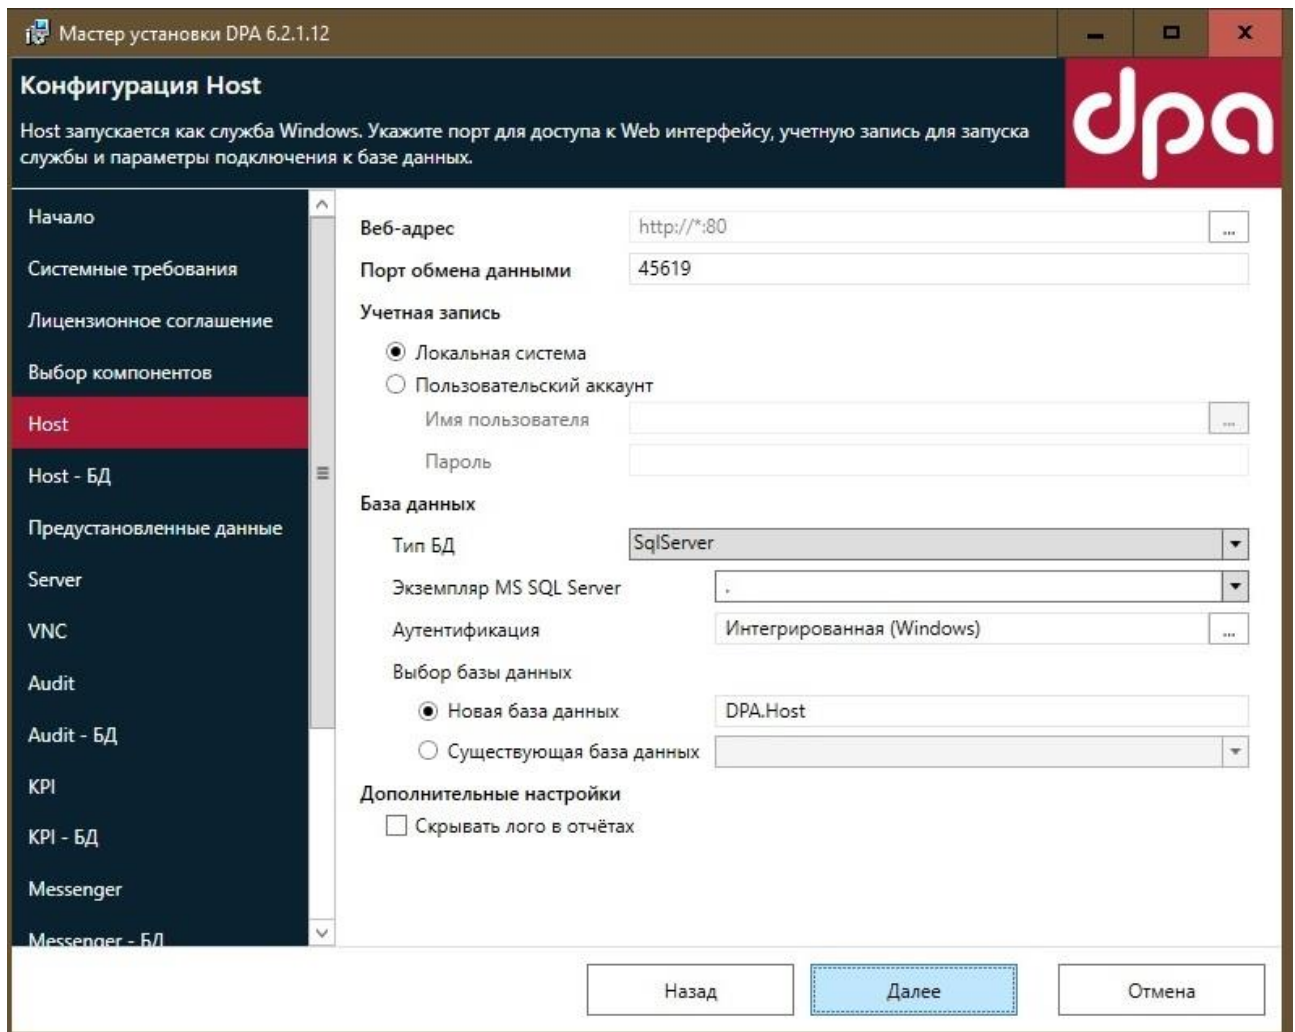 Мастер установки DPA 6.2.1.12
Конфигурация Host
Host запускается как служба Windows. Укажите порт для доступа к Web интерфейсу, учетную запись для запуска
службы и параметры подключения к базе данных.
dpa
Начало
Системные требования
Лицензионное соглашение
Выбор компонентов
Host
Host - БД
Предустановленные данные
Server
VNC
Audit
Audit - БД
KPI
KPI - БД
Messenger
Messenger - БД
Веб-адрес http://*:80 ...
Порт обмена данными 45619
Учетная запись
Локальная система
Пользовательский аккаунт
Имя пользователя ...
Пароль
База данных
Тип БД SqlServer
Экземпляр MS SQL Server .
Аутентификация Интегрированная (Windows) ...
Выбор базы данных
Новая база данных DPA.Host
Существующая база данных
Дополнительные настройки
Скрывать лого в отчётах
Назад Далее Отмена